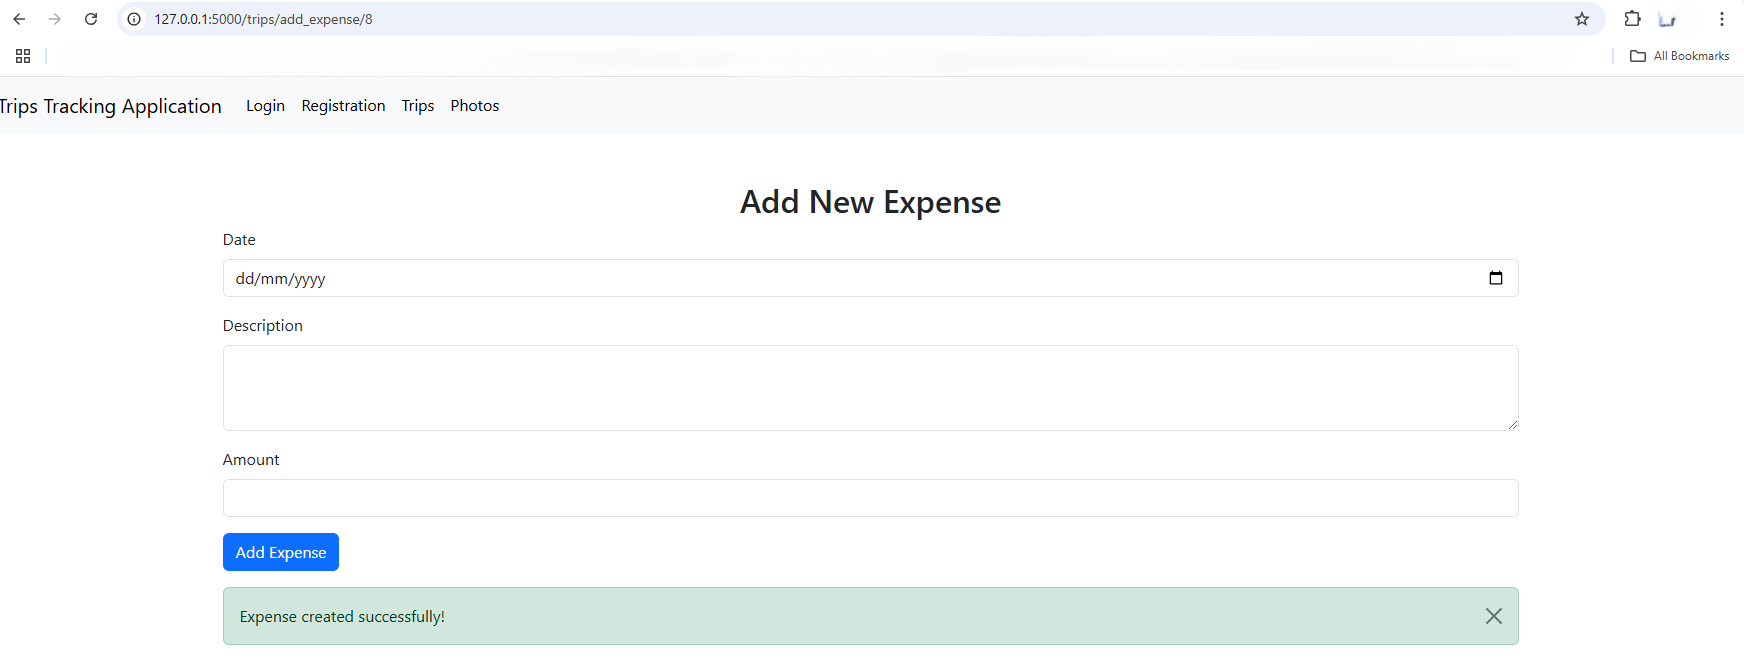 127.0.0.1:5000/trips/add_expense/8
All Bookmarks
Trips Tracking Application Login Registration Trips Photos
Add New Expense
Date
dd/mm/yyyy
Description
Amount
Add Expense
Expense created successfully!